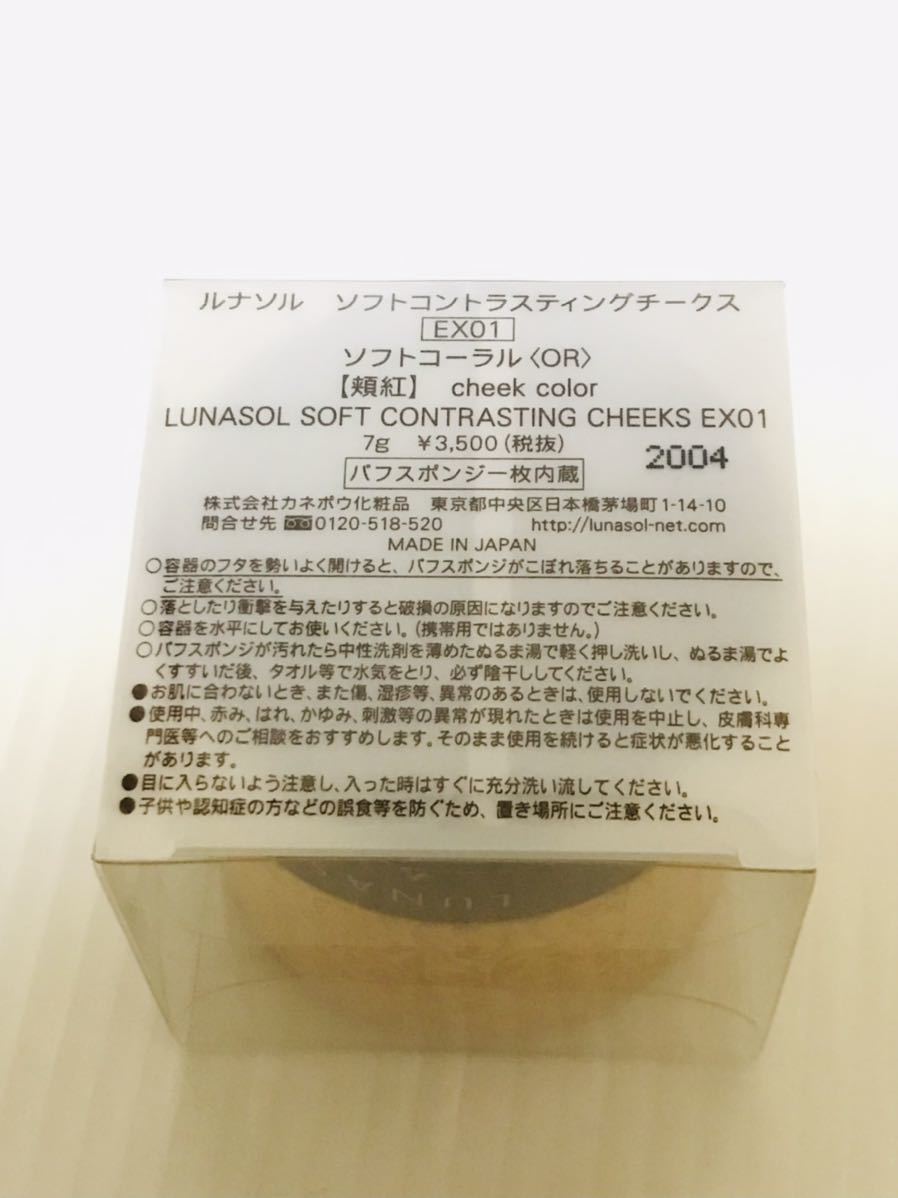 ルナソル　ソフトコントラスティングチークス
EX01
ソフトコーラル〈OR〉
【頬紅】 cheek color
LUNASOL SOFT CONTRASTING CHEEKS EX01
7g ¥3,500(税抜)
2004
パフスポンジ一枚内蔵
株式会社カネボウ化粧品　東京都中央区日本橋茅場町1-14-10
問合せ先 0120-518-520 http://lunasol-net.com
MADE IN JAPAN
○容器のフタを勢いよく開けると、パフスポンジがこぼれ落ちることがありますので、
ご注意ください。
○落としたり衝撃を与えたりすると破損の原因になりますのでご注意ください。
○容器を水平にしてお使いください。(携帯用ではありません。)
○パフスポンジが汚れたら中性洗剤を薄めたぬるま湯で軽く押し洗いし、ぬるま湯でよ
くすすいだ後、タオル等で水気をとり、必ず陰干ししてください。
●お肌に合わないとき、また傷、湿疹等、異常のあるときは、使用しないでください。
●使用中、赤み、はれ、かゆみ、刺激等の異常が現れたときは使用を中止し、皮膚科専
門医等へのご相談をおすすめします。そのまま使用を続けると症状が悪化すること
があります。
●目に入らないよう注意し、入った時はすぐに充分洗い流してください。
●子供や認知症の方などの誤食等を防ぐため、置き場所にご注意ください。
LUNA